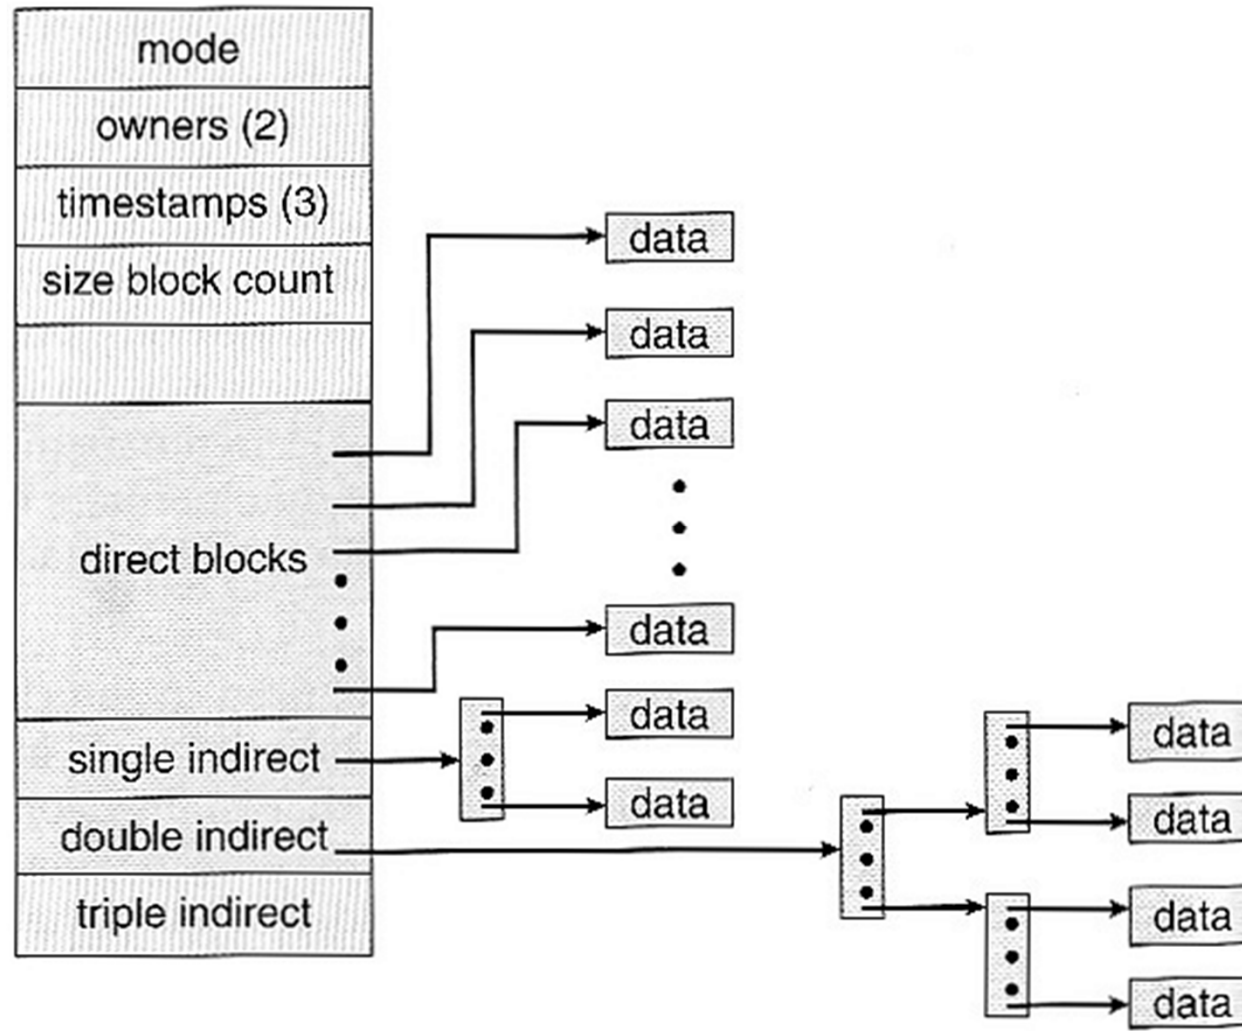 mode
owners (2)
timestamps (3)
size block count
direct blocks
single indirect
double indirect
triple indirect
data
data
data
data
data
data
data
data
data
data